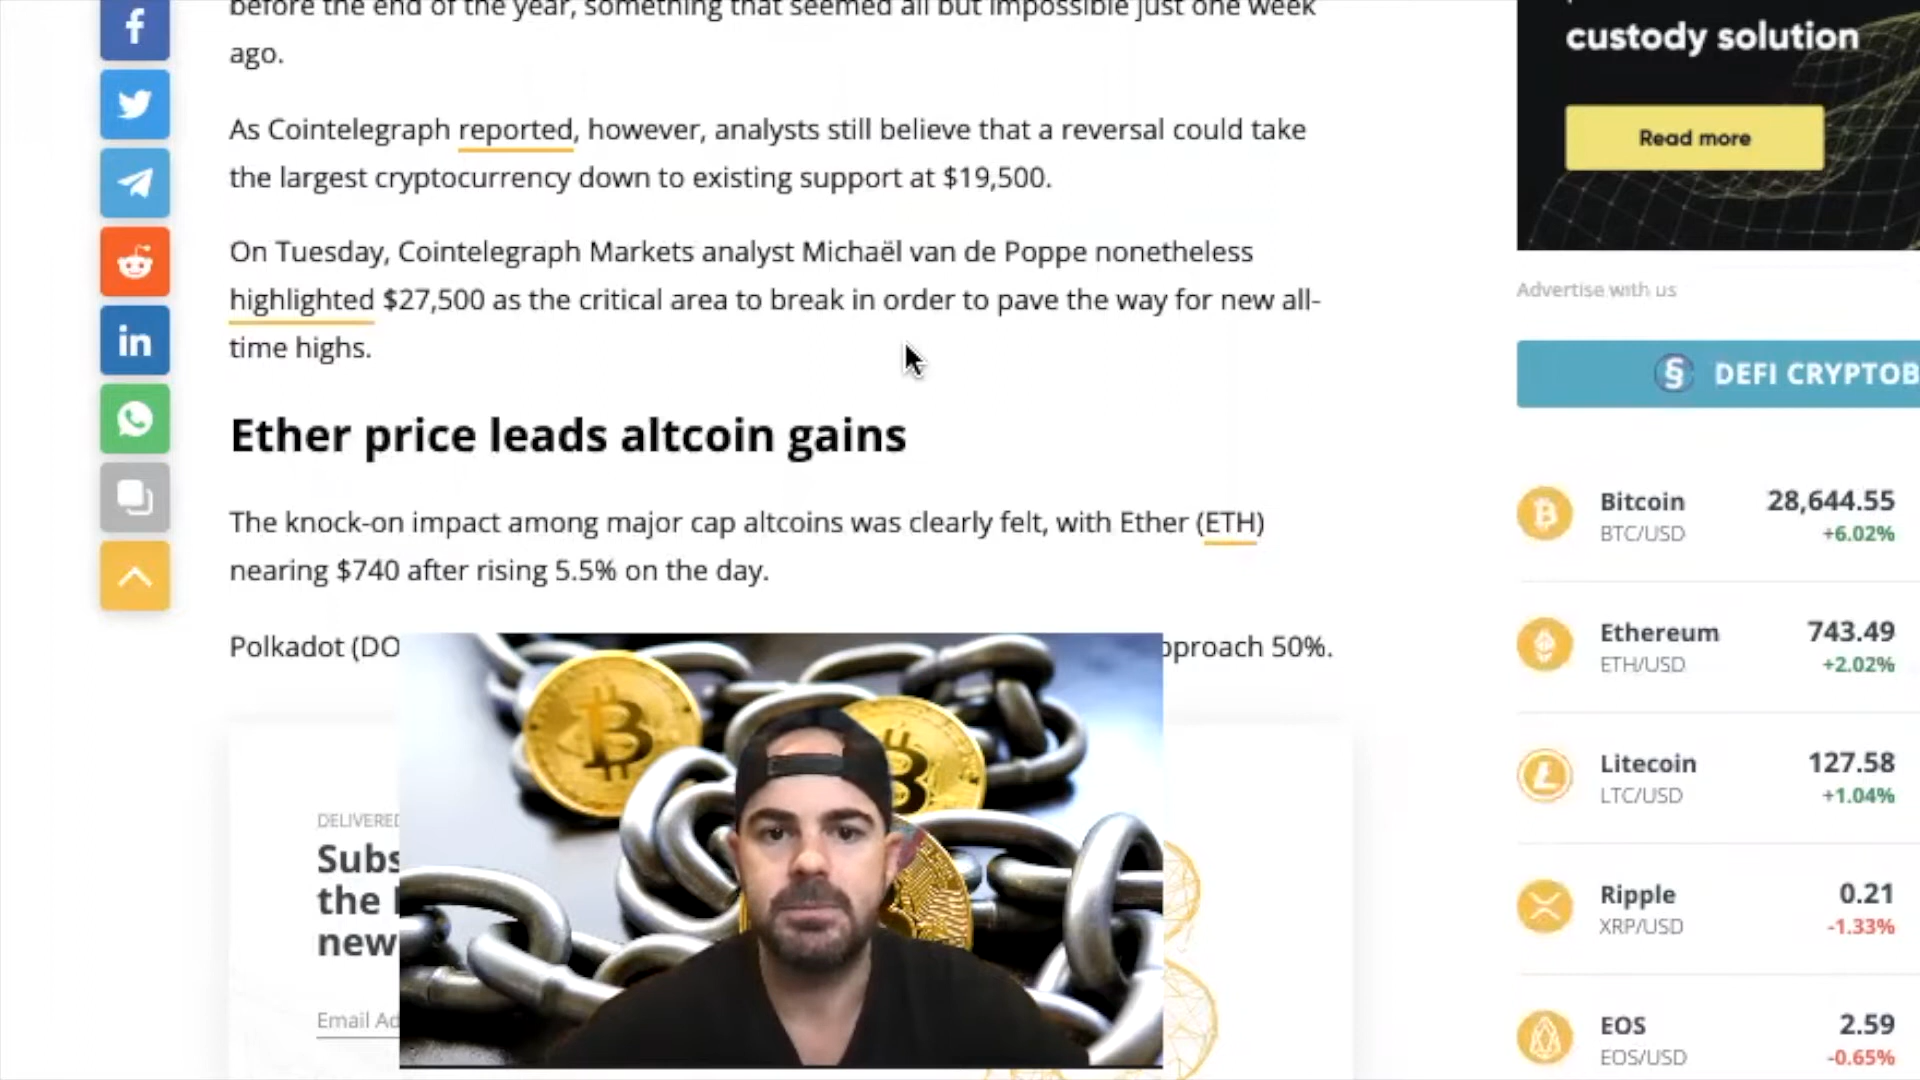 before the end of the year, something that seemed all but impossible just one week
ago.
As Cointelegraph reported, however, analysts still believe that a reversal could take
the largest cryptocurrency down to existing support at $19,500.
On Tuesday, Cointelegraph Markets analyst Michaël van de Poppe nonetheless
highlighted $27,500 as the critical area to break in order to pave the way for new all-
time highs.
Ether price leads altcoin gains
The knock-on impact among major cap altcoins was clearly felt, with Ether (ETH)
nearing $740 after rising 5.5% on the day.
Polkadot (DO
pproach 50%.
DELIVERED
Subs
the
new
Email Ad
custody solution
Read more
Advertise with us
DEFI CRYPTOB
Bitcoin 28,644.55
BTC/USD +6.02%
Ethereum 743.49
ETH/USD +2.02%
Litecoin 127.58
LTC/USD +1.04%
Ripple 0.21
XRP/USD -1.33%
EOS 2.59
EOS/USD -0.65%